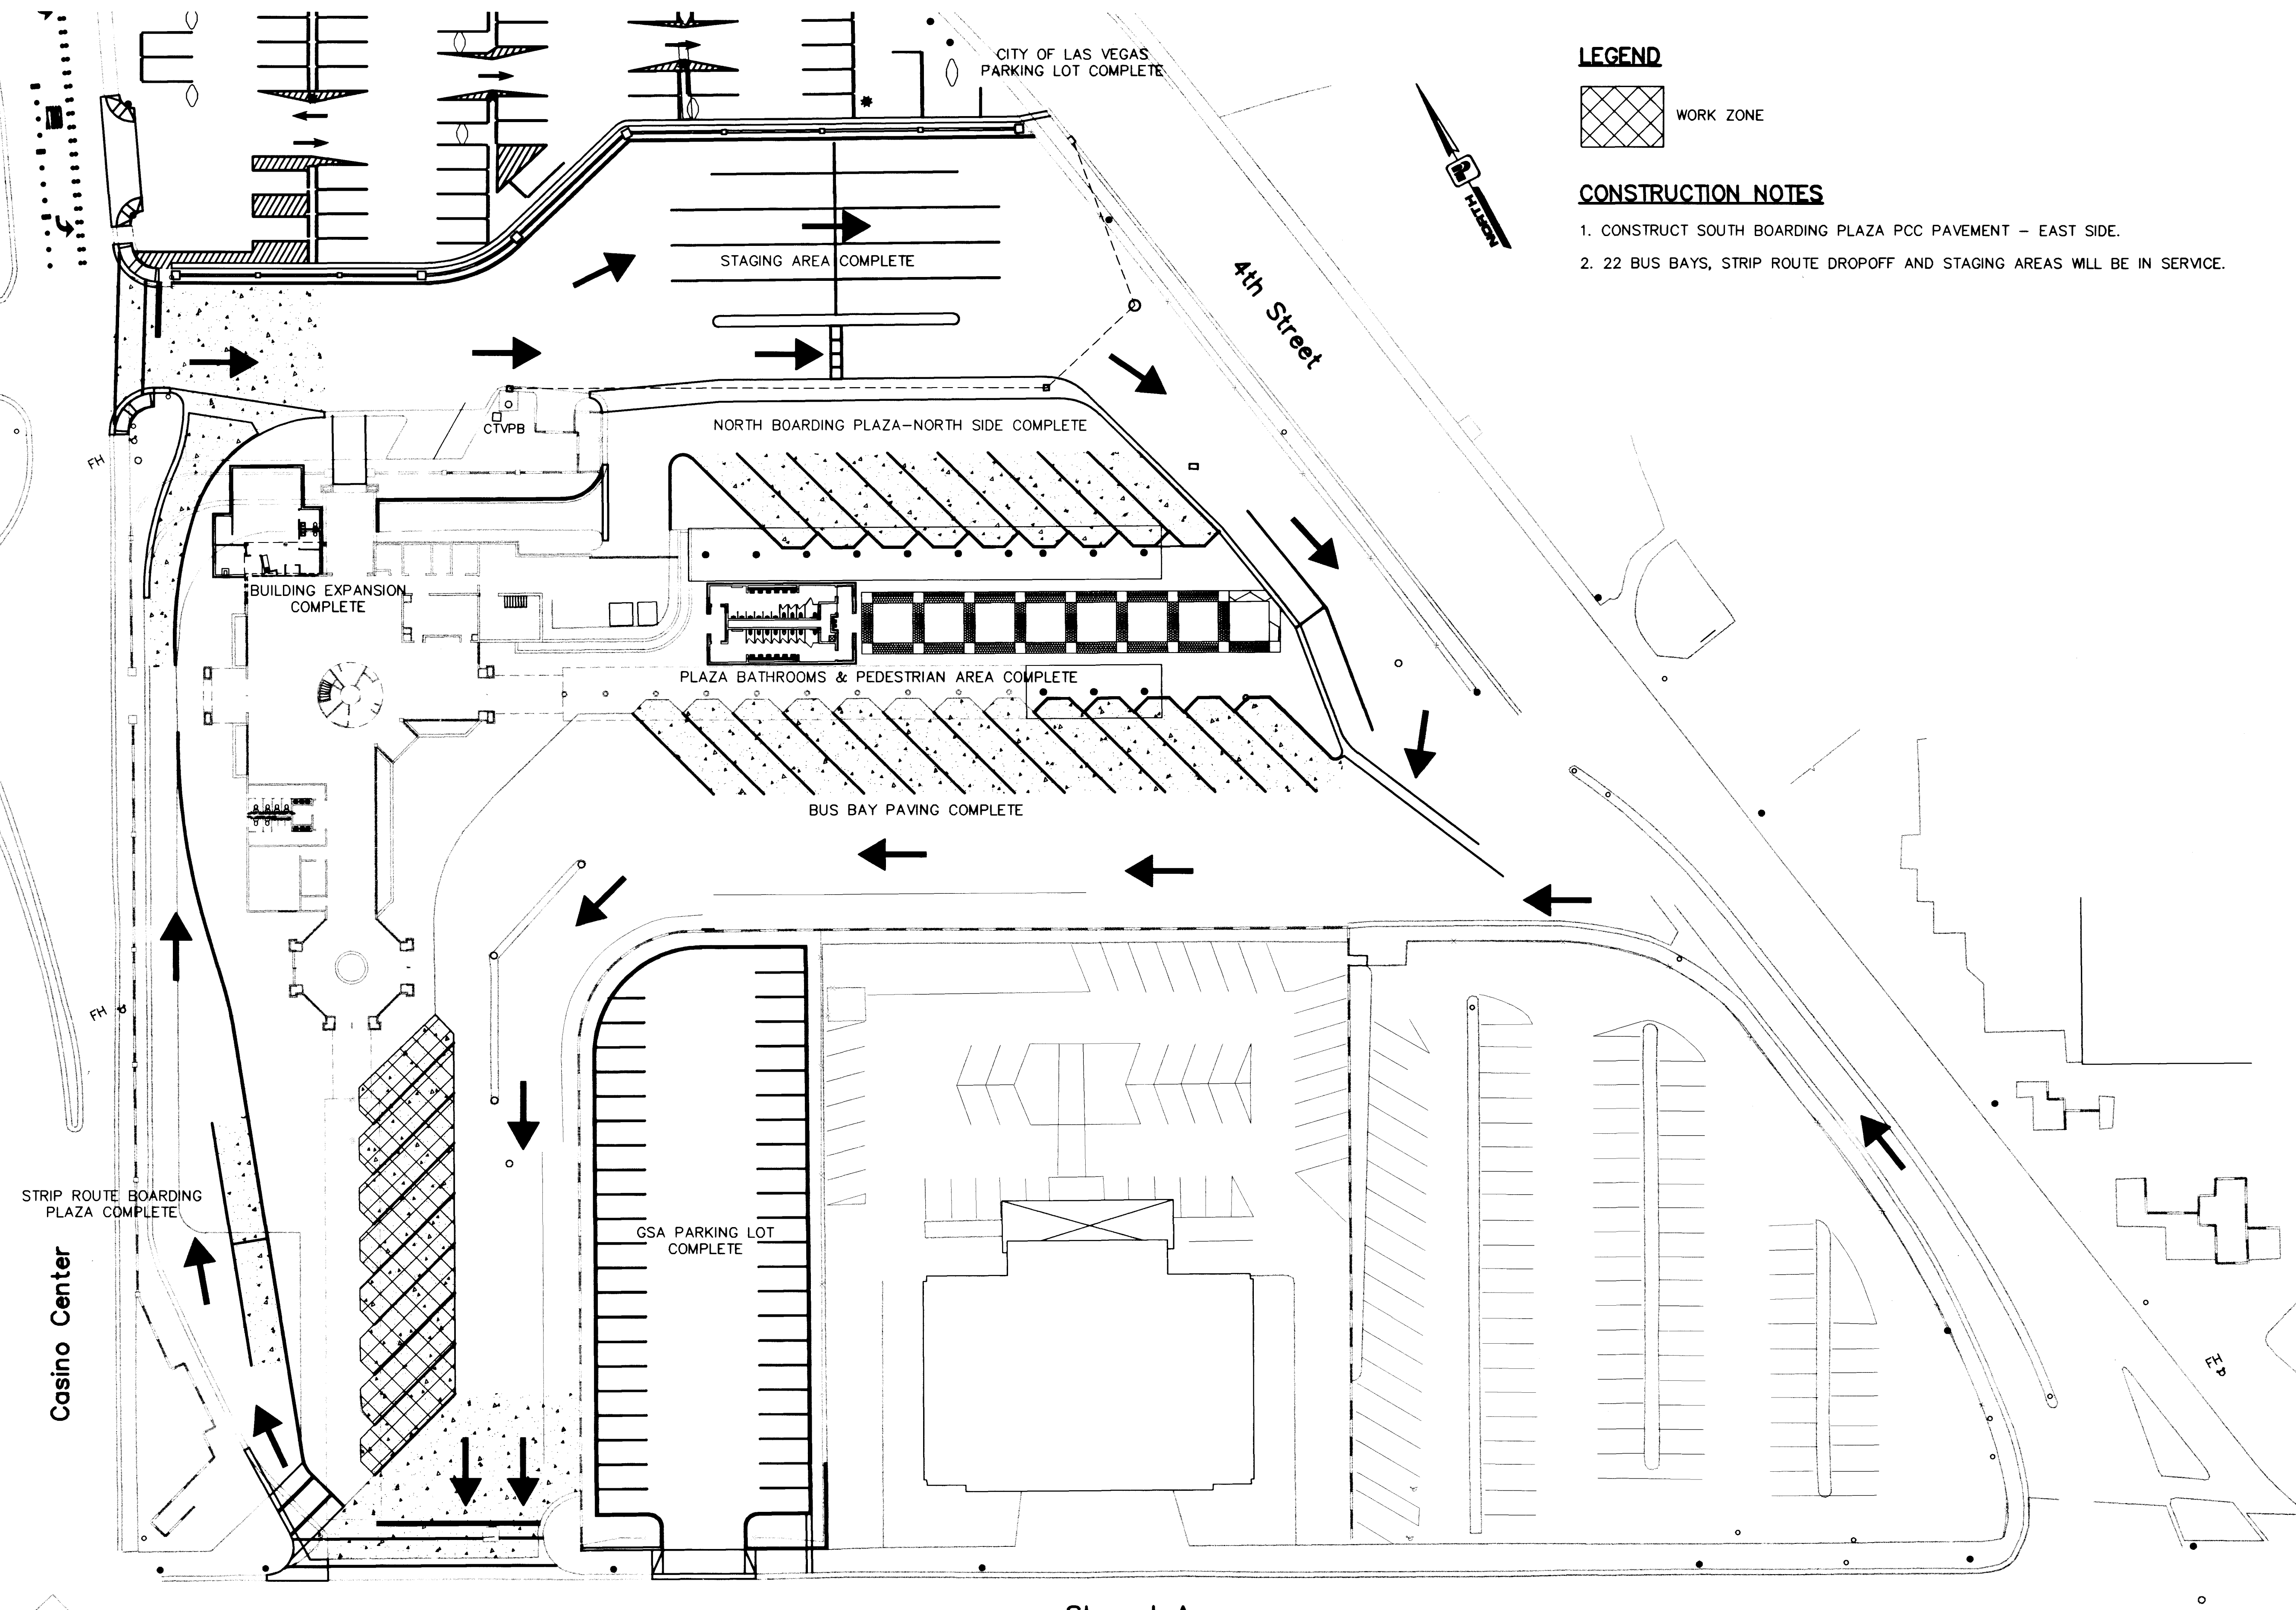 CITY OF LAS VEGAS
PARKING LOT COMPLETE
LEGEND
WORK ZONE
CONSTRUCTION NOTES
1. CONSTRUCT SOUTH BOARDING PLAZA PCC PAVEMENT – EAST SIDE.
2. 22 BUS BAYS, STRIP ROUTE DROPOFF AND STAGING AREAS WILL BE IN SERVICE.
NORTH
4th Street
STAGING AREA COMPLETE
CTVPB
NORTH BOARDING PLAZA–NORTH SIDE COMPLETE
FH
BUILDING EXPANSION
COMPLETE
PLAZA BATHROOMS & PEDESTRIAN AREA COMPLETE
BUS BAY PAVING COMPLETE
FH
STRIP ROUTE BOARDING
PLAZA COMPLETE
GSA PARKING LOT
COMPLETE
Casino Center
FH